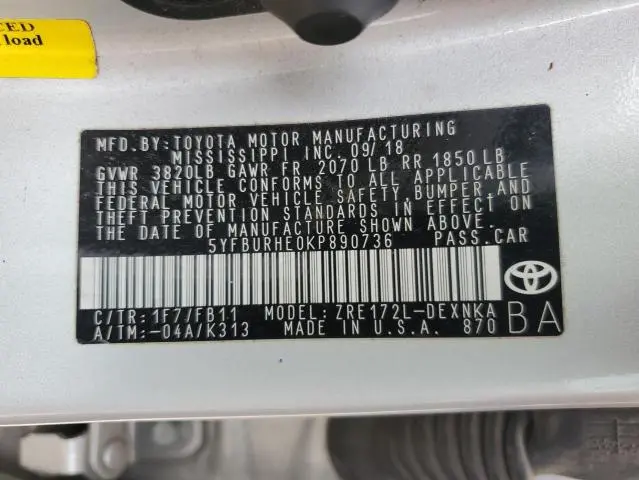 CED
load
MFD. BY: TOYOTA MOTOR MANUFACTURING
MISSISSIPPI INC. 09/18
GVWR 3820LB GAWR FR 2070 LB RR 1850 LB
THIS VEHICLE CONFORMS TO ALL APPLICABLE
FEDERAL MOTOR VEHICLE SAFETY, BUMPER, AND
THEFT PREVENTION STANDARDS IN EFFECT ON
THE DATE OF MANUFACTURE SHOWN ABOVE.
5YFBURHE0KP890736 PASS. CAR
C/TR: 1F7/FB11 MODEL: ZRE172L-DEXNKA
A/TM: -04A/K313 MADE IN U.S.A. 870
BA